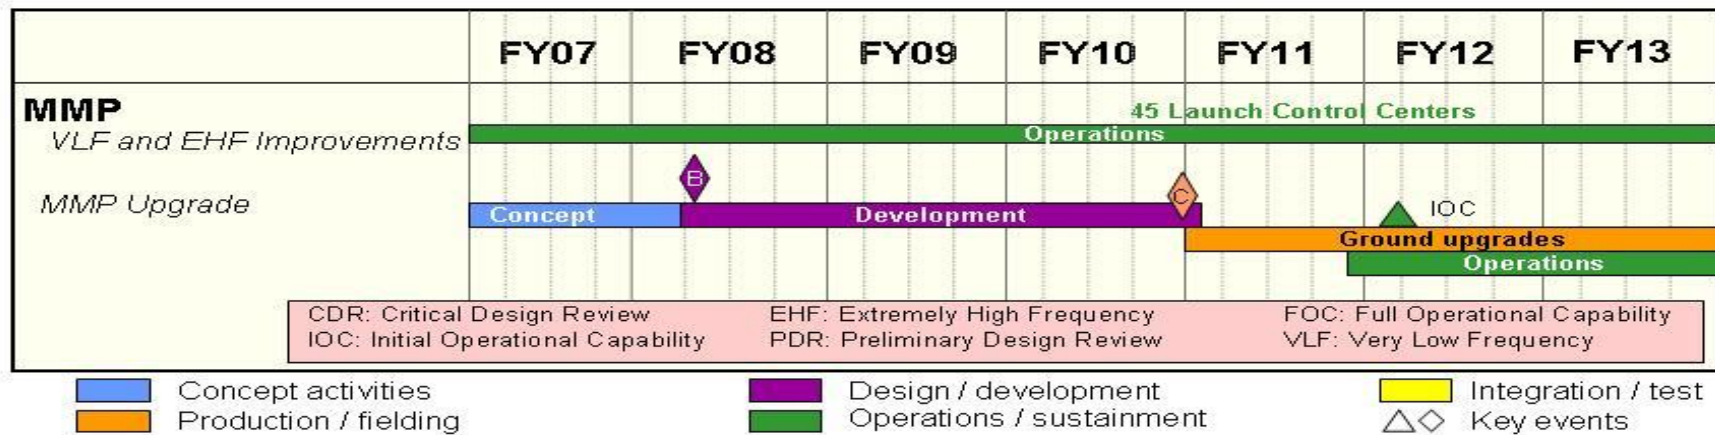 FY07 FY08 FY09 FY10 FY11 FY12 FY13
MMP
45 Launch Control Centers
VLF and EHF Improvements
Operations
B
C
MMP Upgrade
Concept
Development
IOC
Ground upgrades
Operations
CDR: Critical Design Review EHF: Extremely High Frequency FOC: Full Operational Capability
IOC: Initial Operational Capability PDR: Preliminary Design Review VLF: Very Low Frequency
Concept activities Design / development Integration / test
Production / fielding Operations / sustainment Key events